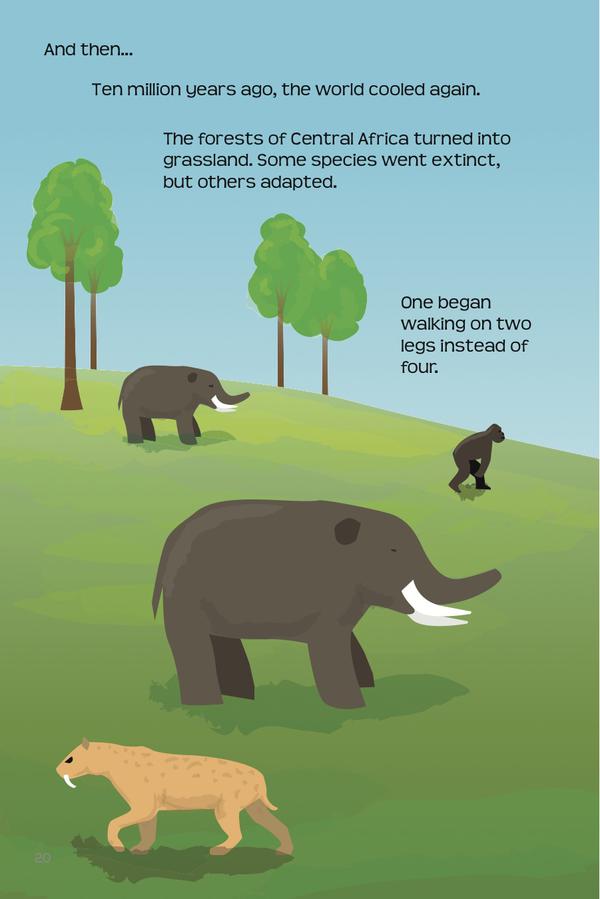 And then...
Ten million years ago, the world cooled again.
The forests of Central Africa turned into
grassland. Some species went extinct,
but others adapted.
One began
walking on two
legs instead of
four.
20